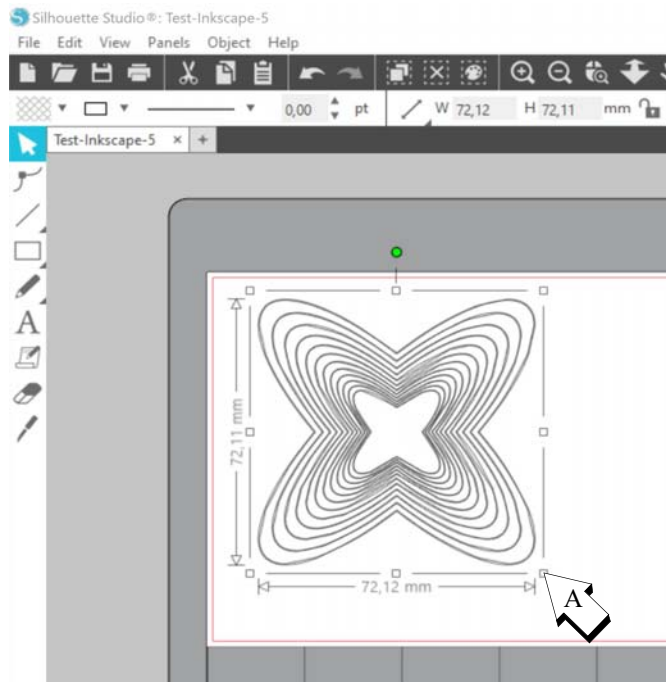 Silhouette Studio®: Test-Inkscape-5
File Edit View Panels Object Help
0,00 pt W 72,12 H 72,11 mm
Test-Inkscape-5 × +
A
72,11 mm
72,12 mm
A